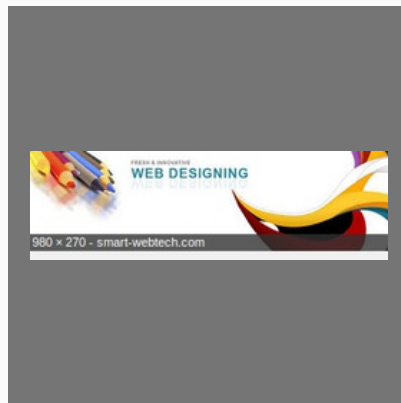 FRESH & INNOVATIVE
WEB DESIGNING
980 × 270 - smart-webtech.com